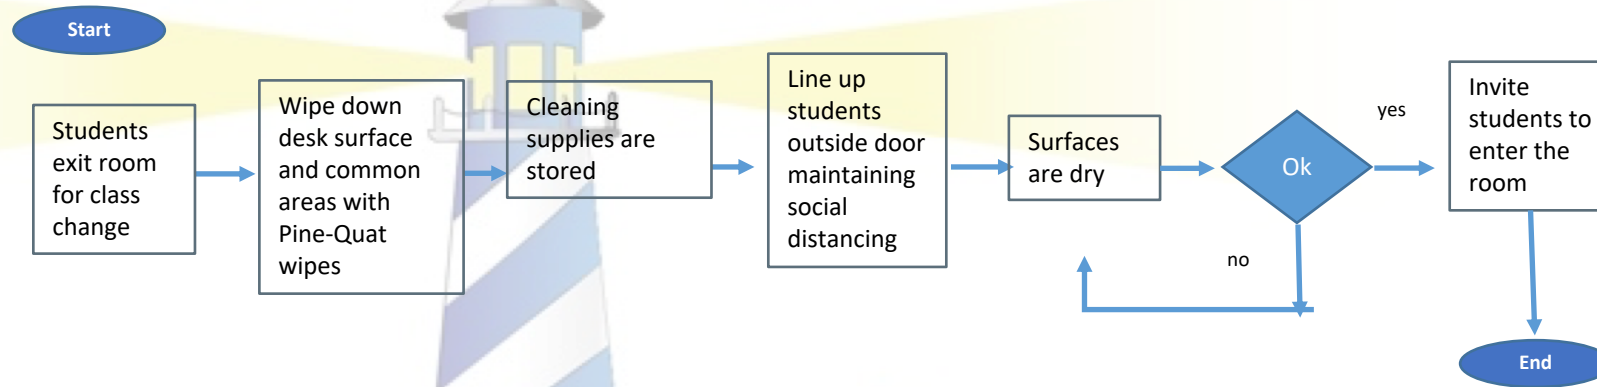 Start
Students
exit room
for class
change
Wipe down
desk surface
and common
areas with
Pine-Quat
wipes
Cleaning
supplies are
stored
Line up
students
outside door
maintaining
social
distancing
Surfaces
are dry
Ok
yes
no
Invite
students to
enter the
room
End